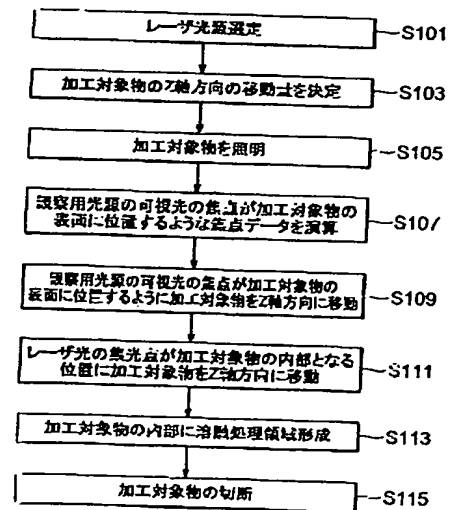 レーザ光源選定
S101
加工対象物のZ軸方向の移動量を決定
S103
加工対象物を照明
S105
観察用光源の可視光の焦点が加工対象物の
表面に位置するような焦点データを演算
S107
観察用光源の可視光の焦点が加工対象物の
表面に位置するように加工対象物をZ軸方向に移動
S109
レーザ光の集光点が加工対象物の内部となる
位置に加工対象物をZ軸方向に移動
S111
加工対象物の内部に溶融処理領域形成
S113
加工対象物の切断
S115